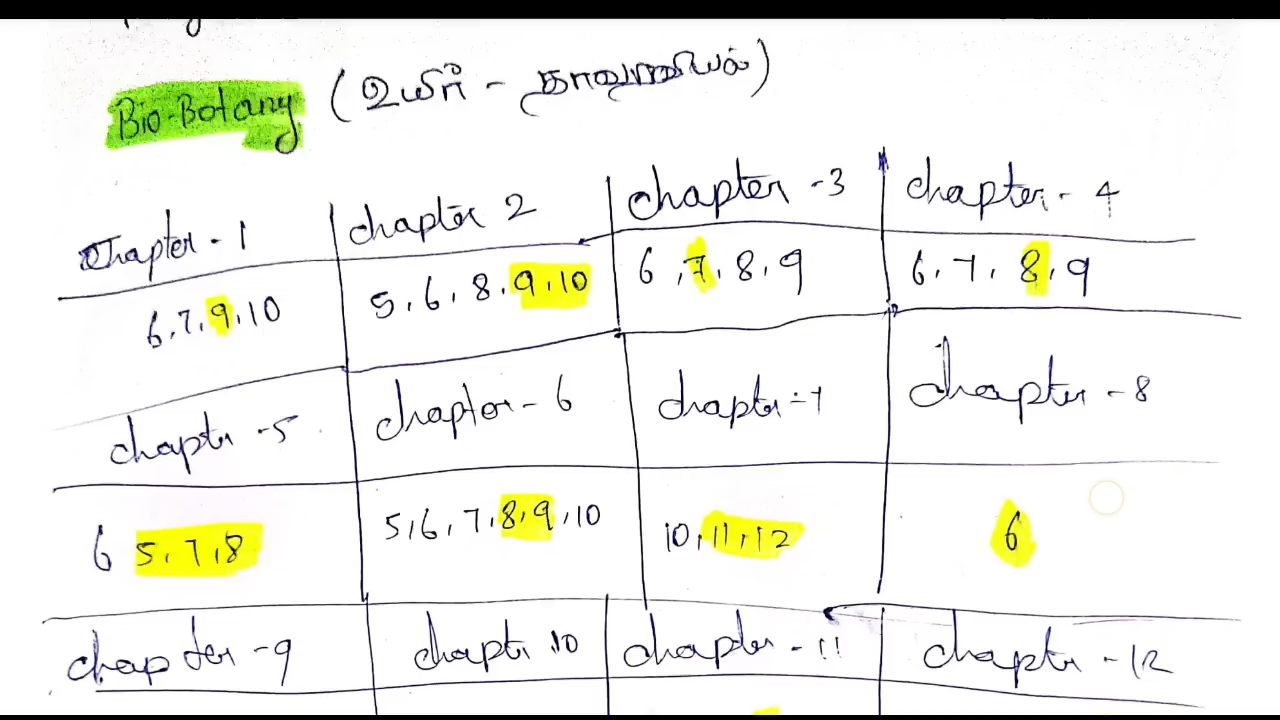 Bio-Botany (உயிர் - தாவரவியல்)
chapter - 1 chapter 2 chapter - 3 chapter - 4
6, 7, 9, 10 5, 6, 8, 9, 10 6, 7, 8, 9 6, 7, 8, 9
chaptr - 5 chapter - 6 chapter - 7 chapter - 8
6 5, 7, 8 5, 6, 7, 8, 9, 10 10, 11, 12 6
chapter - 9 chaptr 10 chapter - 11 chaptr - 12